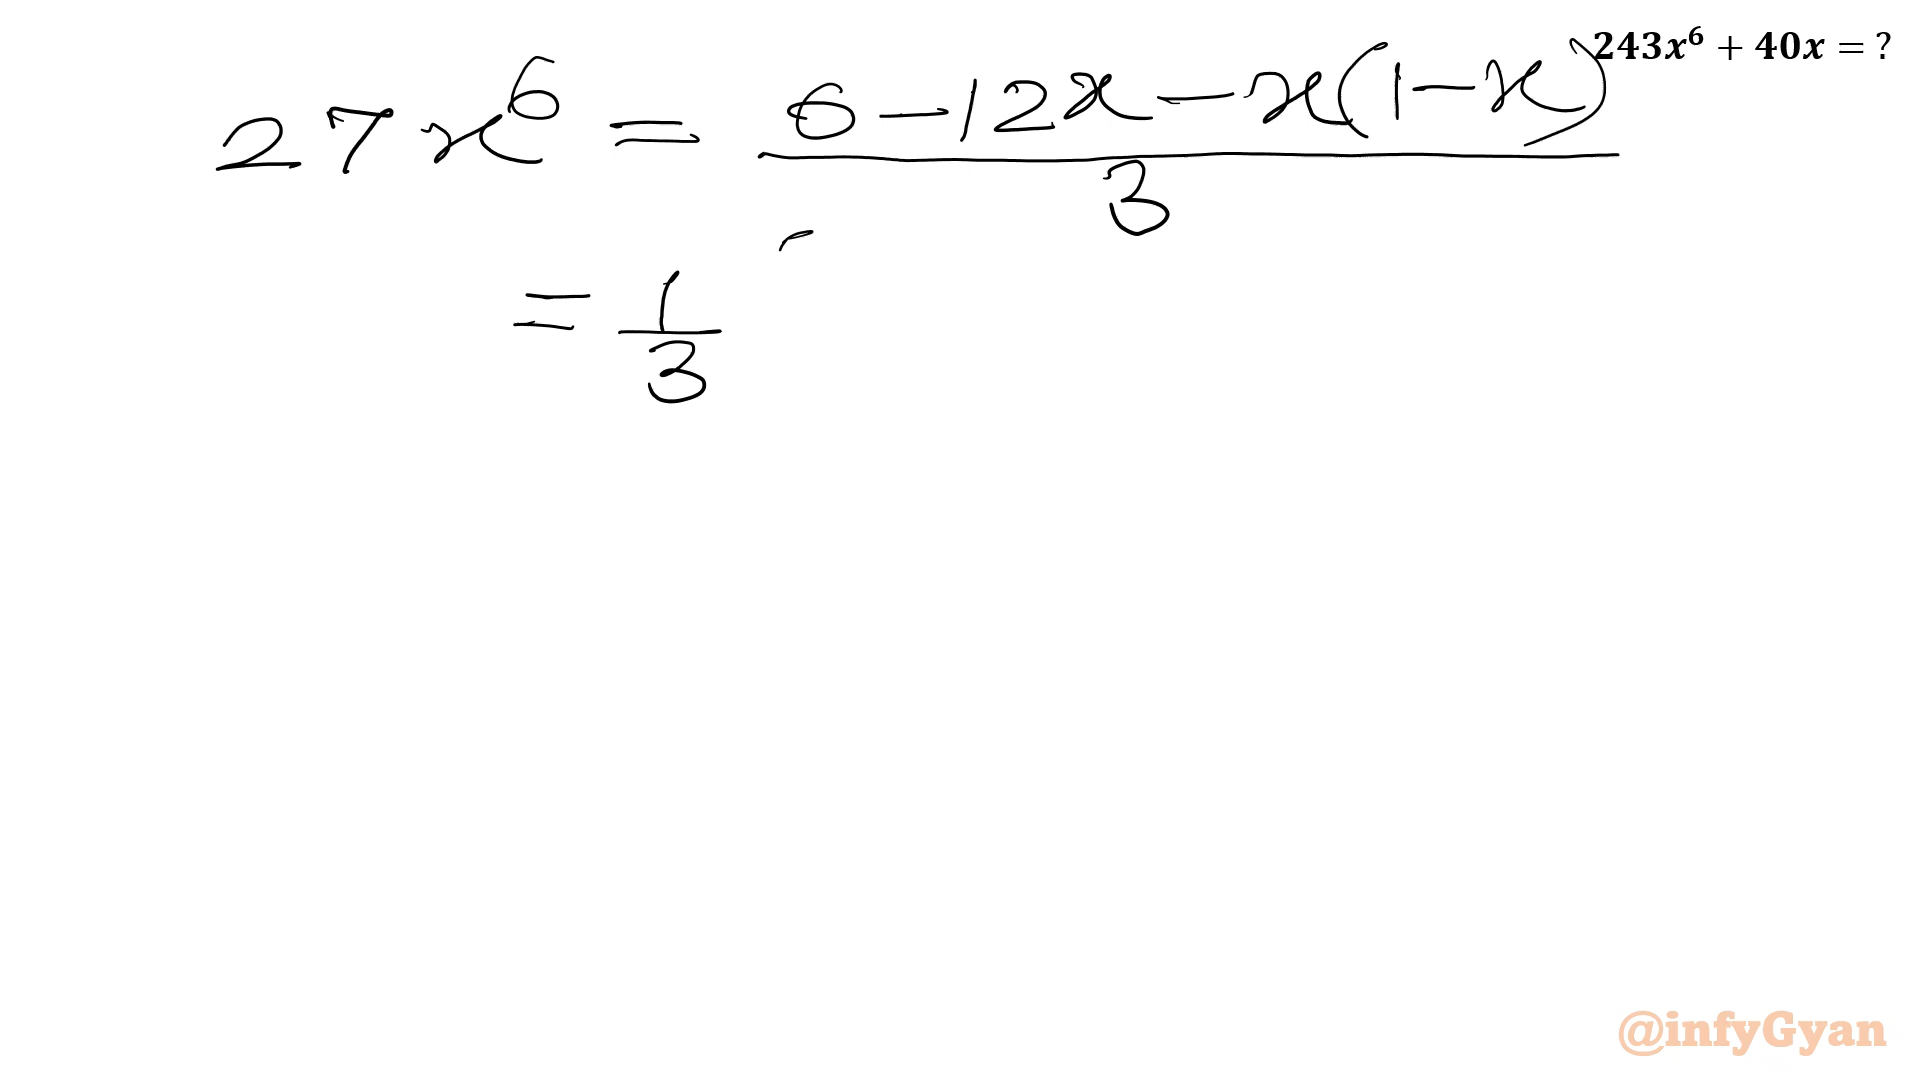 243x⁶ + 40x = ?
27x⁶ = (6 - 12x - x(1 - x))/3
= 1/3
@infyGyan